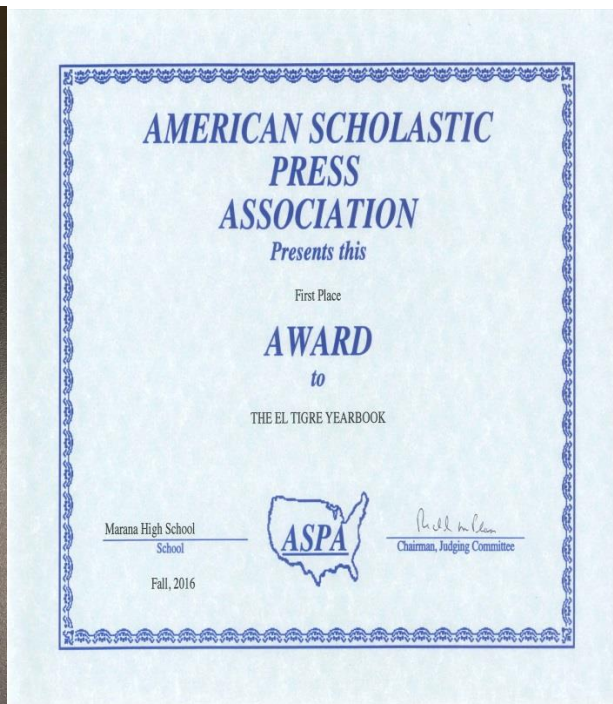 AMERICAN SCHOLASTIC
PRESS
ASSOCIATION
Presents this
First Place
AWARD
to
THE EL TIGRE YEARBOOK
Marana High School
School
Fall, 2016
ASPA
Chairman, Judging Committee